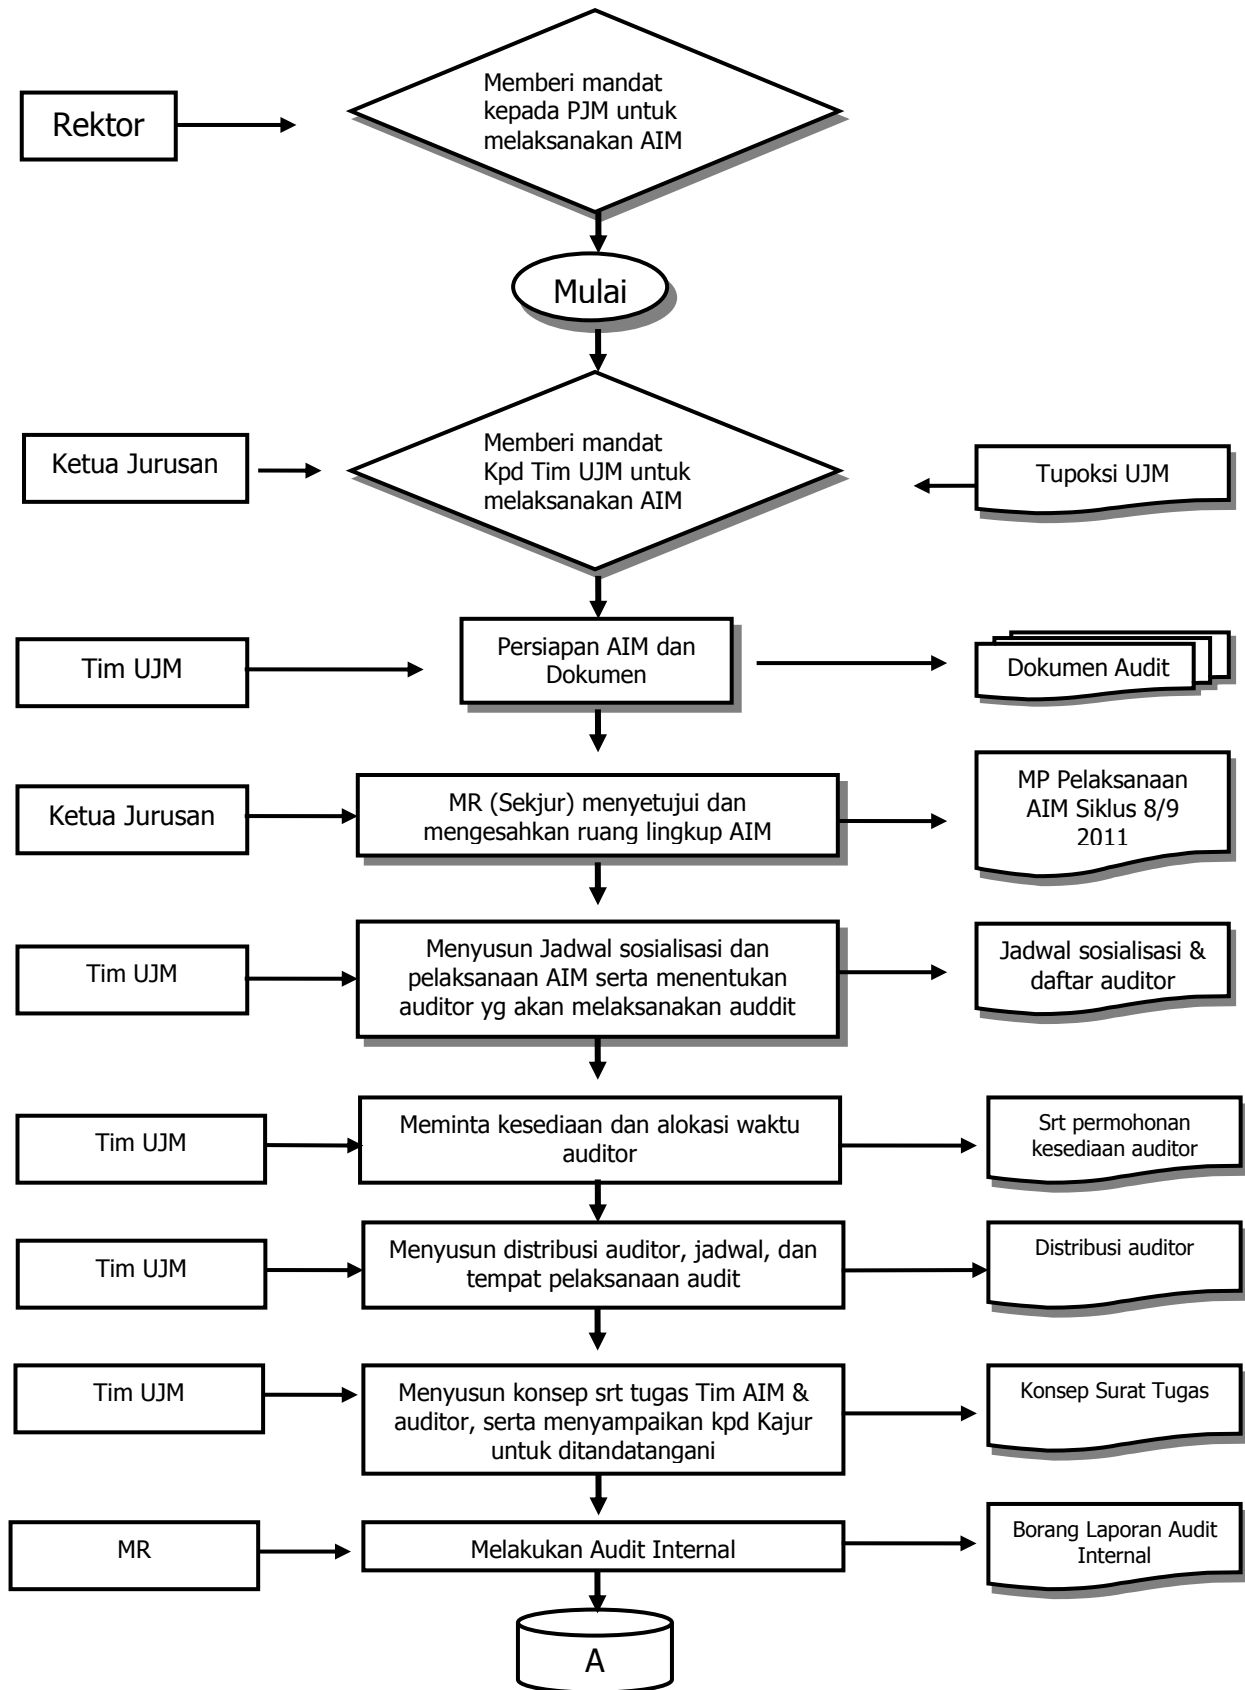 Rektor
Memberi mandat
kepada PJM untuk
melaksanakan AIM
Mulai
Ketua Jurusan
Memberi mandat
Kpd Tim UJM untuk
melaksanakan AIM
Tupoksi UJM
Tim UJM
Persiapan AIM dan
Dokumen
Dokumen Audit
Ketua Jurusan
MR (Sekjur) menyetujui dan
mengesahkan ruang lingkup AIM
MP Pelaksanaan
AIM Siklus 8/9
2011
Tim UJM
Menyusun Jadwal sosialisasi dan
pelaksanaan AIM serta menentukan
auditor yg akan melaksanakan auddit
Jadwal sosialisasi &
daftar auditor
Tim UJM
Meminta kesediaan dan alokasi waktu
auditor
Srt permohonan
kesediaan auditor
Tim UJM
Menyusun distribusi auditor, jadwal, dan
tempat pelaksanaan audit
Distribusi auditor
Tim UJM
Menyusun konsep srt tugas Tim AIM &
auditor, serta menyampaikan kpd Kajur
untuk ditandatangani
Konsep Surat Tugas
MR
Melakukan Audit Internal
Borang Laporan Audit
Internal
A